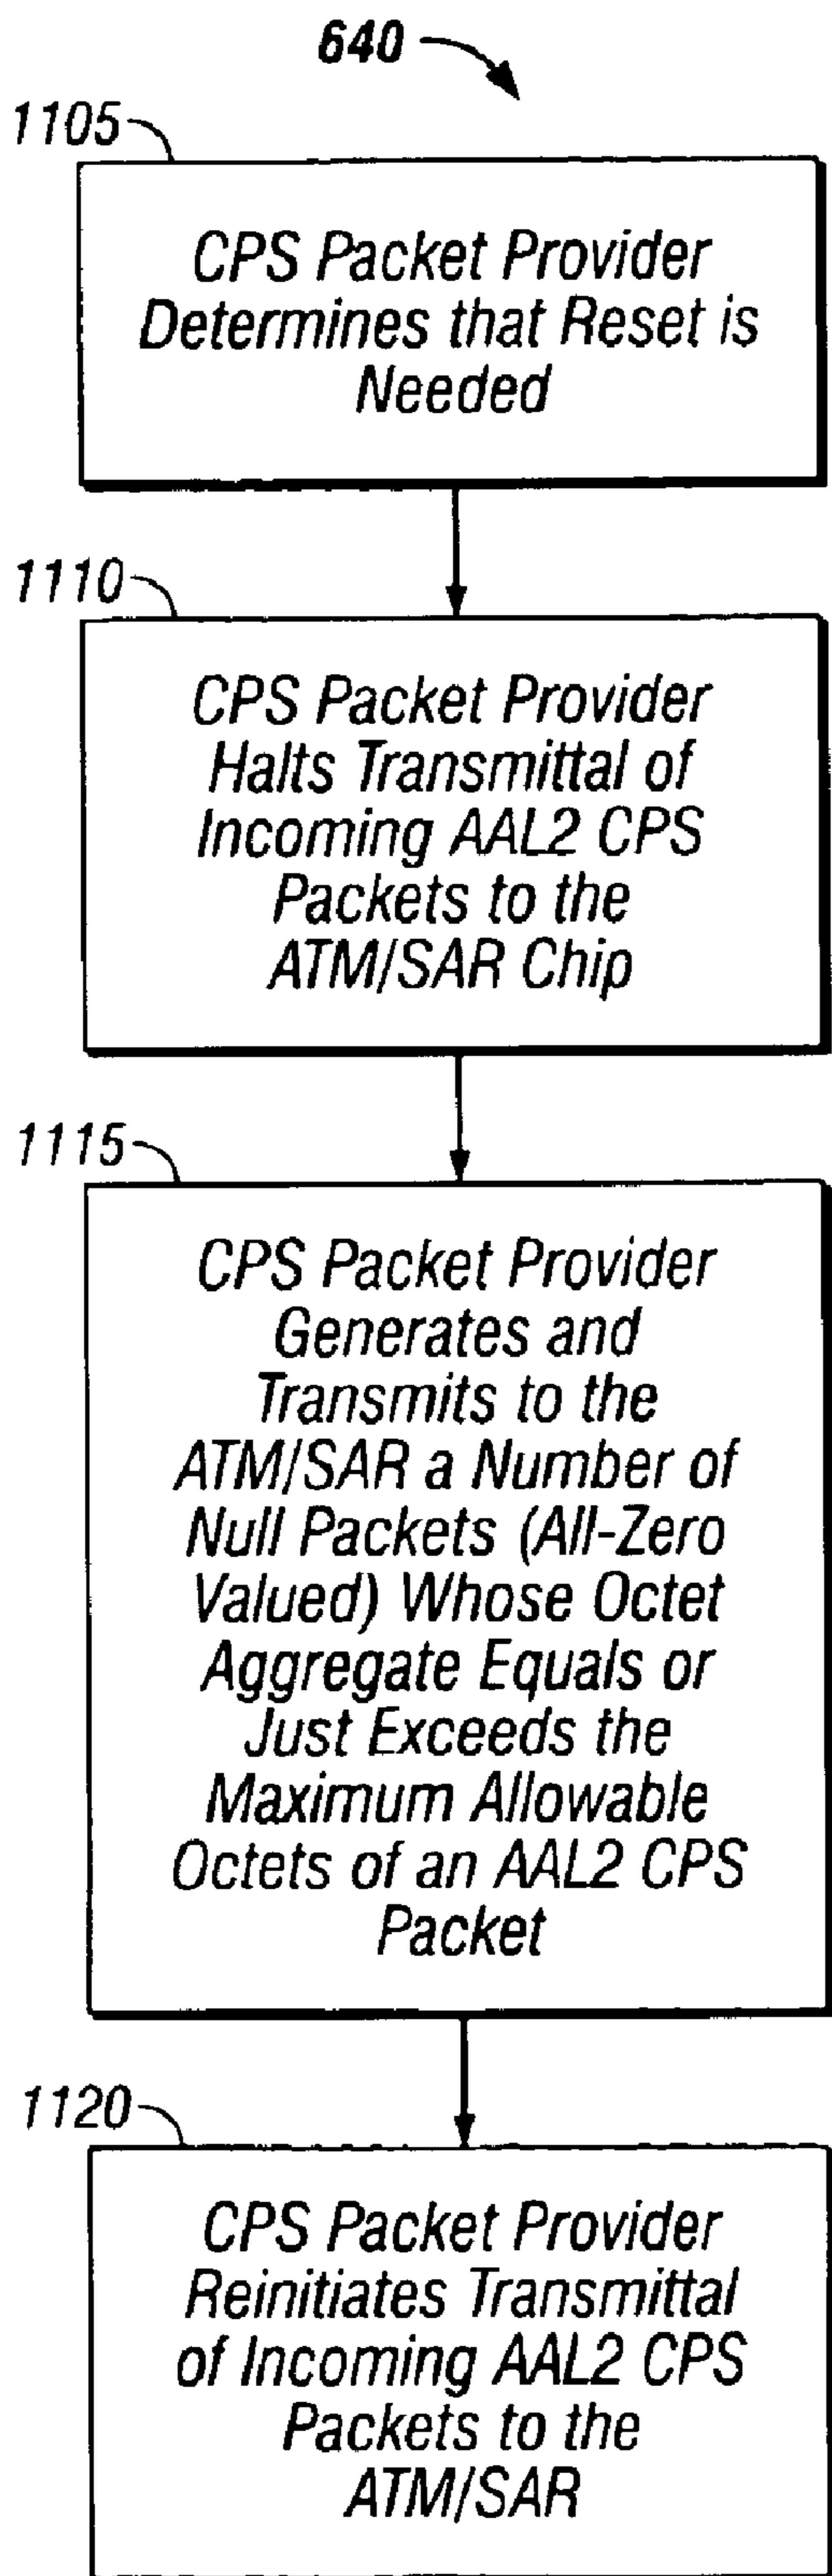 640
1105
CPS Packet Provider
Determines that Reset is
Needed
1110
CPS Packet Provider
Halts Transmittal of
Incoming AAL2 CPS
Packets to the
ATM/SAR Chip
1115
CPS Packet Provider
Generates and
Transmits to the
ATM/SAR a Number of
Null Packets (All-Zero
Valued) Whose Octet
Aggregate Equals or
Just Exceeds the
Maximum Allowable
Octets of an AAL2 CPS
Packet
1120
CPS Packet Provider
Reinitiates Transmittal
of Incoming AAL2 CPS
Packets to the
ATM/SAR